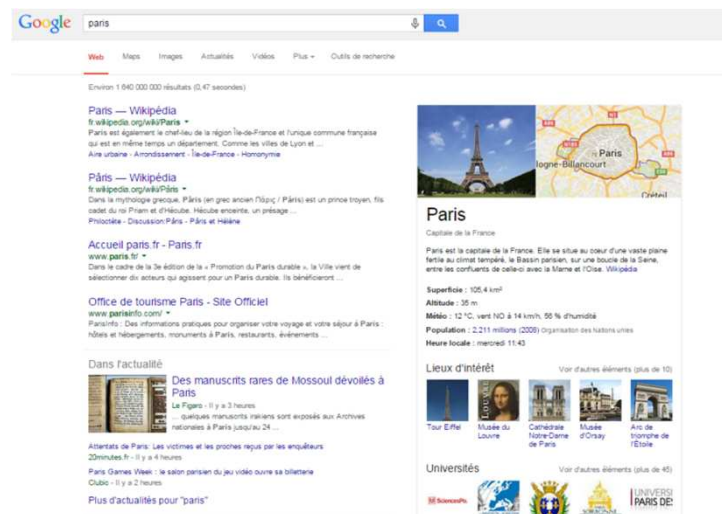 Google
paris
Web Maps Images Actualités Vidéos Plus Outils de recherche
Environ 1 640 000 000 résultats (0,47 secondes)
Paris — Wikipédia
fr.wikipedia.org/wiki/Paris
Paris est également le chef-lieu de la région Île-de-France et l'unique commune française
qui est en même temps un département. Comme les villes de Lyon et ...
Aire urbaine - Arrondissement - Île-de-France - Homonymie
Pâris — Wikipédia
fr.wikipedia.org/wiki/Pâris
Dans la mythologie grecque, Pâris (en grec ancien Πάρις / Páris) est un prince troyen, fils
cadet du roi Priam et d'Hécube. Hécube enceinte, un présage ...
Philoctète - Discussion:Pâris - Pâris et Hélène
Accueil paris.fr - Paris.fr
www.paris.fr/
Dans le cadre de la 3e édition de la « Promotion du Paris durable », la Ville vient de
sélectionner dix acteurs qui agissent pour un Paris durable. Ils bénéficieront ...
Office de tourisme Paris - Site Officiel
www.parisinfo.com/
ParisInfo : Des informations pratiques pour organiser votre voyage et votre séjour à Paris :
hôtels et hébergements, monuments à Paris, restaurants, événements ...
Dans l'actualité
Des manuscrits rares de Mossoul dévoilés à
Paris
Le Figaro - Il y a 3 heures
... quelques manuscrits irakiens sont exposés aux Archives
nationales à Paris jusqu'au 24 ...
Attentats de Paris: Les victimes et les proches reçus par les enquêteurs
20minutes.fr - Il y a 4 heures
Paris Games Week : le salon parisien du jeu vidéo ouvre sa billetterie
Clubic - Il y a 2 heures
Plus d'actualités pour "paris"
Paris
logne-Billancourt
Créteil
Paris
Capitale de la France
Paris est la capitale de la France. Elle se situe au cœur d'une vaste plaine
fertile au climat tempéré, le Bassin parisien, sur une boucle de la Seine,
entre les confluents de celle-ci avec la Marne et l'Oise. Wikipédia
Superficie : 105,4 km²
Altitude : 35 m
Météo : 12 °C, vent NO à 14 km/h, 56 % d'humidité
Population : 2,211 millions (2008) Organisation des Nations unies
Heure locale : mercredi 11:43
Lieux d'intérêt Voir d'autres éléments (plus de 10)
LOUVRE
Tour Eiffel Musée du Louvre Cathédrale Notre-Dame de Paris Musée d'Orsay Arc de triomphe de l'Étoile
Universités Voir d'autres éléments (plus de 45)
SciencesPo.
SORBONNE
UNIVERSI
PARIS DES